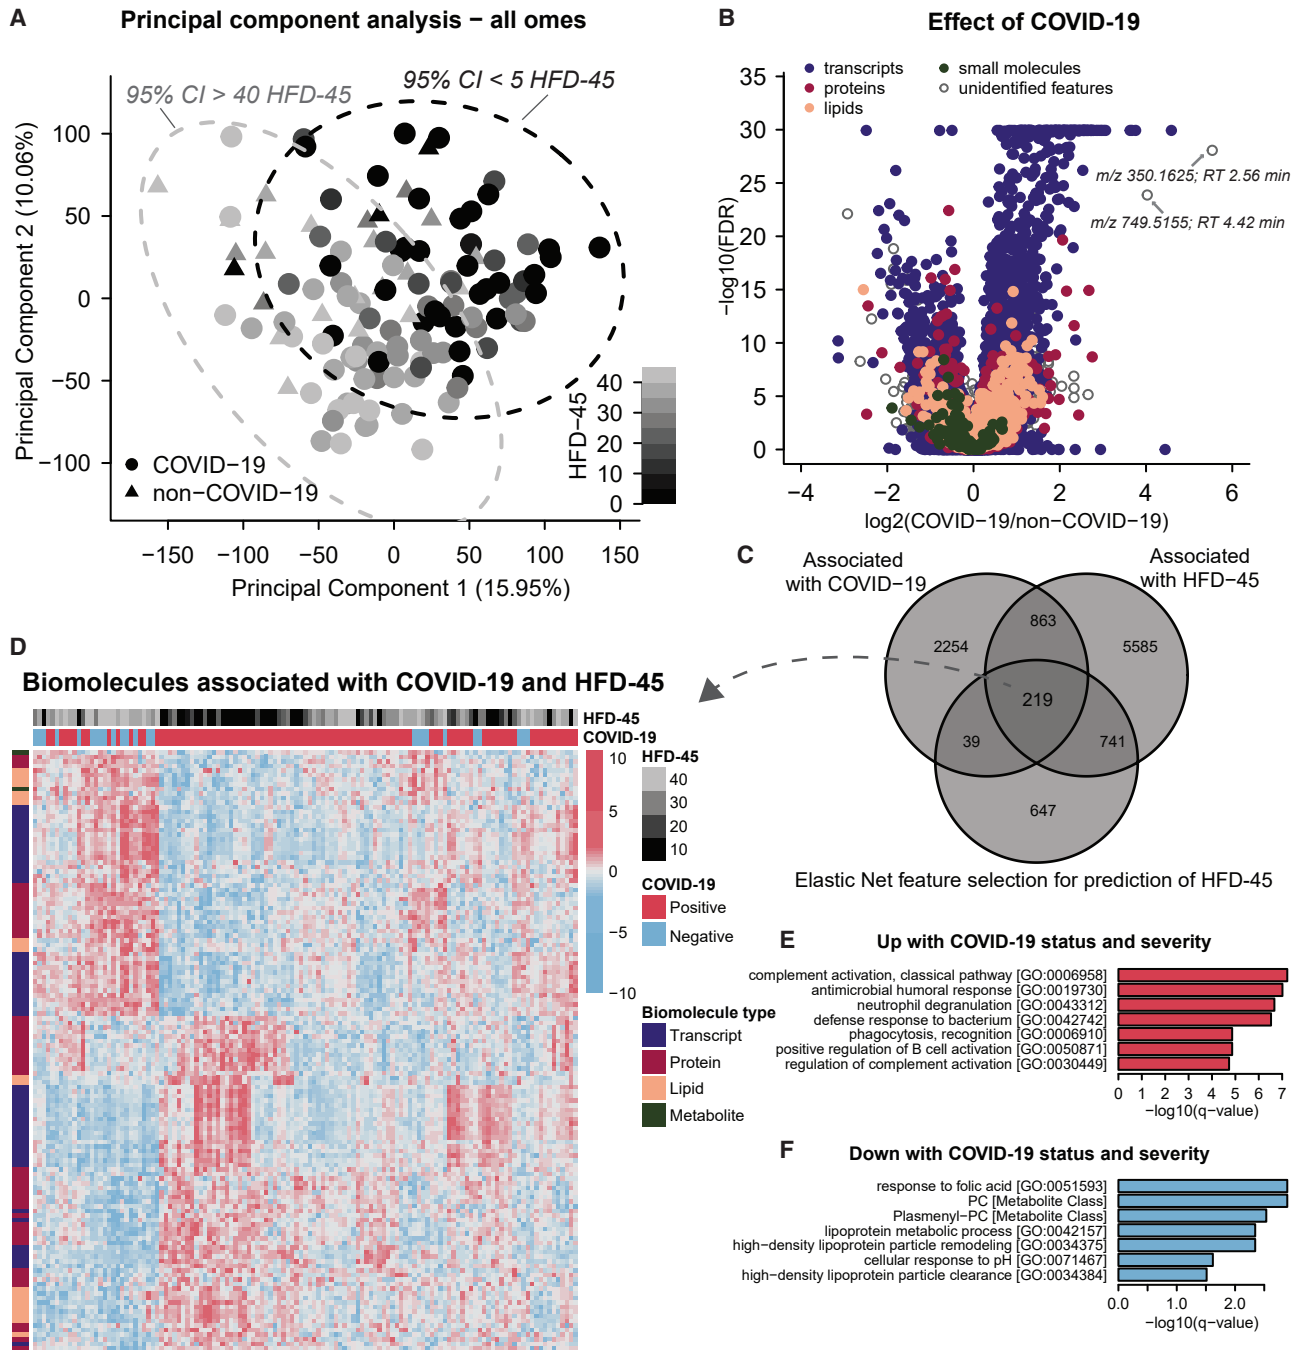 A
Principal component analysis − all omes
95% CI > 40 HFD-45
95% CI < 5 HFD-45
Principal Component 2 (10.06%)
100
50
0
−50
−100
COVID−19
non−COVID−19
HFD−45
40
30
20
10
0
−150
−100
−50
0
50
100
150
Principal Component 1 (15.95%)
B
Effect of COVID-19
transcripts
proteins
lipids
small molecules
unidentified features
−log10(FDR)
35
30
25
20
15
10
5
0
m/z 350.1625; RT 2.56 min
m/z 749.5155; RT 4.42 min
−4
−2
0
2
4
6
log2(COVID−19/non−COVID−19)
C
Associated
with COVID−19
Associated
with HFD−45
863
2254
5585
219
39
741
647
Elastic Net feature selection for prediction of HFD-45
D
Biomolecules associated with COVID-19 and HFD-45
HFD-45
COVID-19
10
5
0
−5
−10
HFD-45
40
30
20
10
COVID-19
Positive
Negative
Biomolecule type
Transcript
Protein
Lipid
Metabolite
E
Up with COVID-19 status and severity
complement activation, classical pathway [GO:0006958]
antimicrobial humoral response [GO:0019730]
neutrophil degranulation [GO:0043312]
defense response to bacterium [GO:0042742]
phagocytosis, recognition [GO:0006910]
positive regulation of B cell activation [GO:0050871]
regulation of complement activation [GO:0030449]
0 1 2 3 4 5 6 7
−log10(q−value)
F
Down with COVID-19 status and severity
response to folic acid [GO:0051593]
PC [Metabolite Class]
Plasmenyl−PC [Metabolite Class]
lipoprotein metabolic process [GO:0042157]
high−density lipoprotein particle remodeling [GO:0034375]
cellular response to pH [GO:0071467]
high−density lipoprotein particle clearance [GO:0034384]
0.0 1.0 2.0
−log10(q−value)